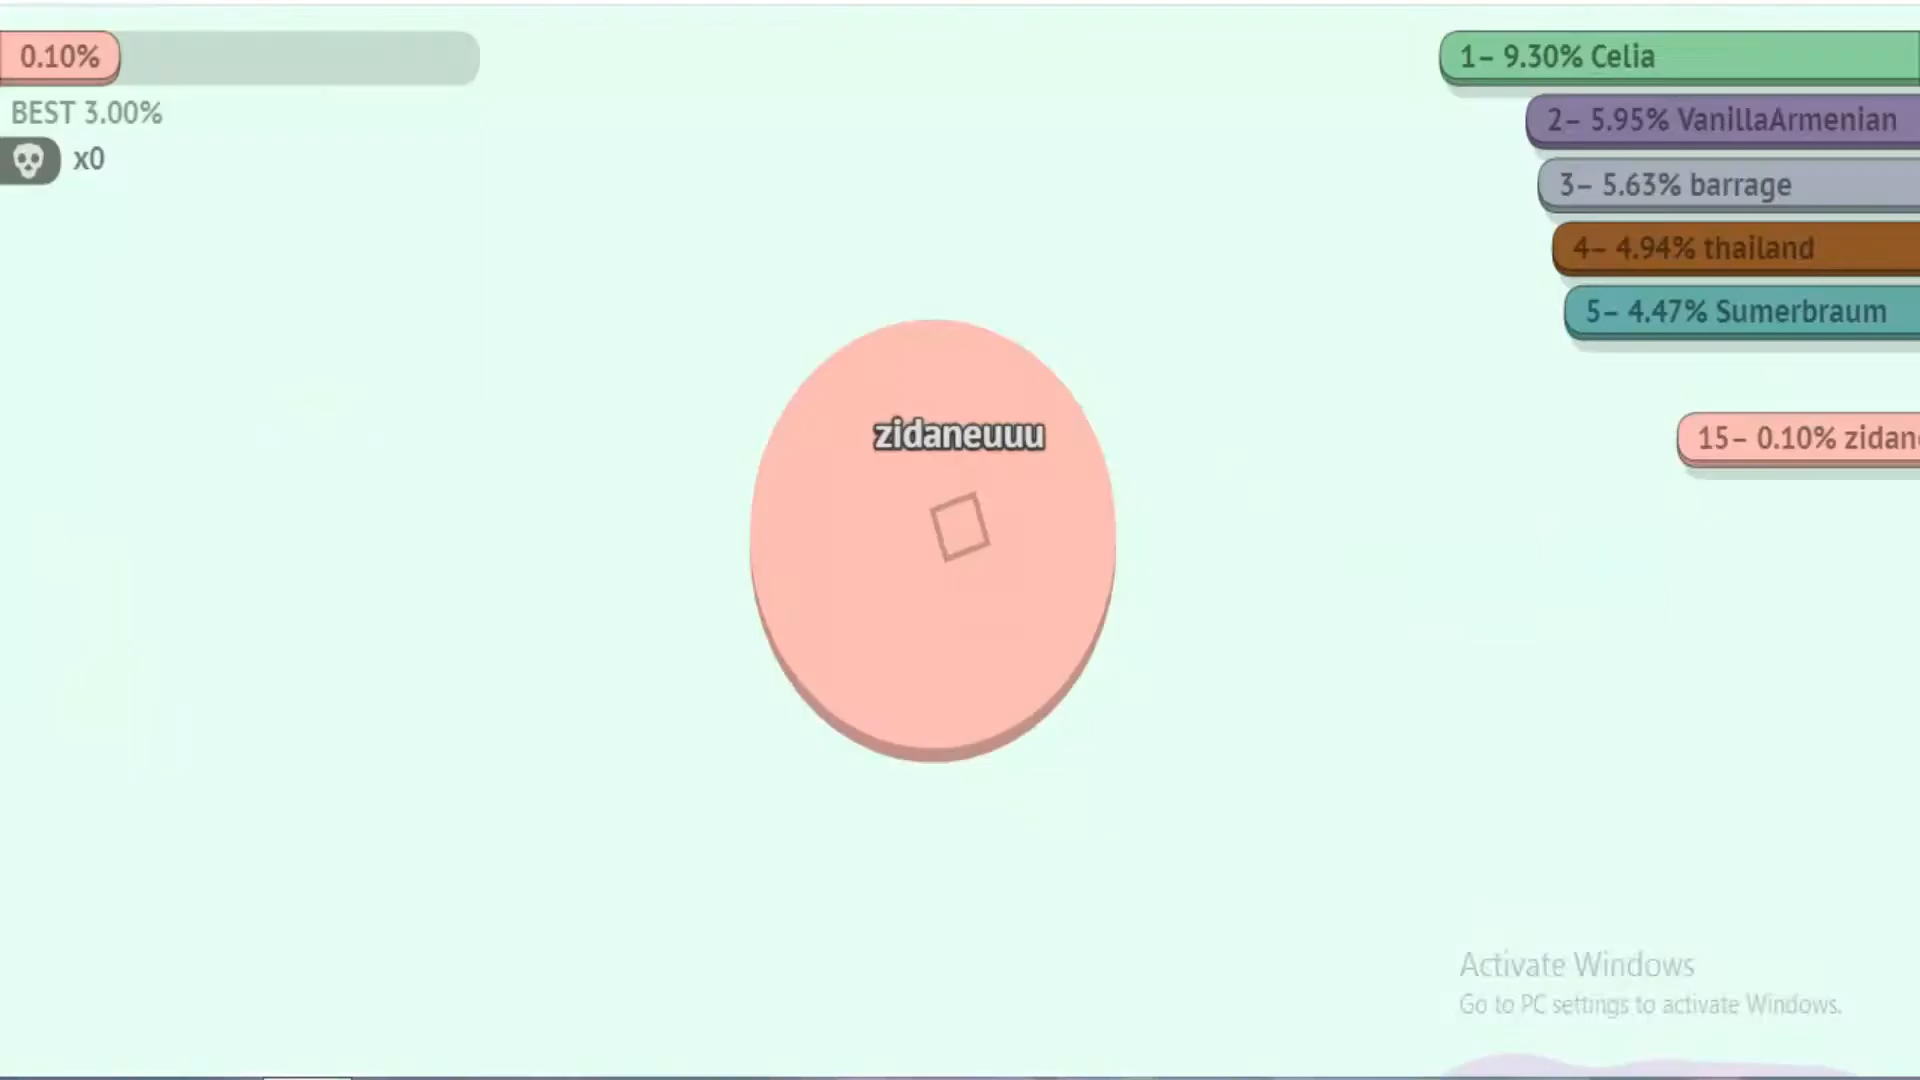 0.10%
BEST 3.00%
x0
1– 9.30% Celia
2– 5.95% VanillaArmenian
3– 5.63% barrage
4– 4.94% thailand
5– 4.47% Sumerbraum
15– 0.10% zidan
zidaneuuu
Activate Windows
Go to PC settings to activate Windows.